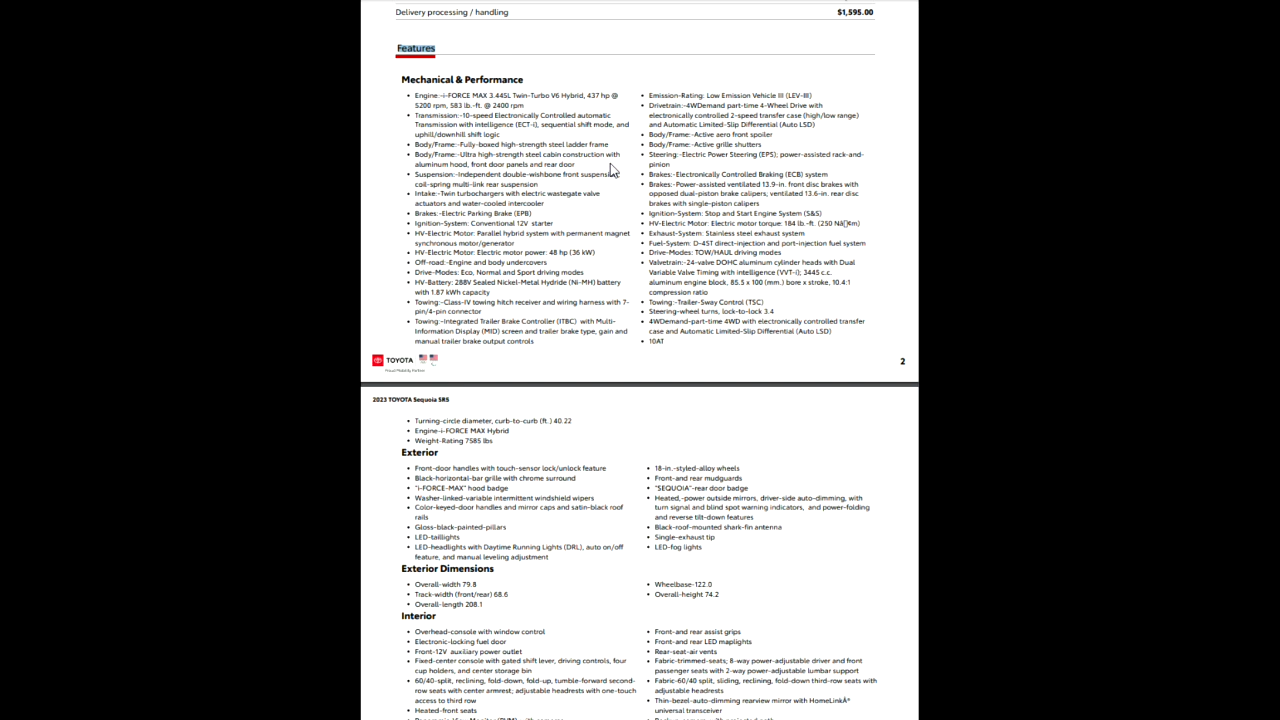 Delivery processing / handling $1,595.00
Features
Mechanical & Performance
• Engine:-i-FORCE MAX 3.445L Twin-Turbo V6 Hybrid, 437 hp @
5200 rpm, 583 lb.-ft. @ 2400 rpm
• Transmission:-10-speed Electronically Controlled automatic
Transmission with intelligence (ECT-i), sequential shift mode, and
uphill/downhill shift logic
• Body/Frame:-Fully-boxed high-strength steel ladder frame
• Body/Frame:-Ultra high-strength steel cabin construction with
aluminum hood, front door panels and rear door
• Suspension:-Independent double-wishbone front suspension
coil-spring multi-link rear suspension
• Intake:-Twin turbochargers with electric wastegate valve
actuators and water-cooled intercooler
• Brakes:-Electric Parking Brake (EPB)
• Ignition-System: Conventional 12V starter
• HV-Electric Motor: Parallel hybrid system with permanent magnet
synchronous motor/generator
• HV-Electric Motor: Electric motor power: 48 hp (36 kW)
• Off-road:-Engine and body undercovers
• Drive-Modes: Eco, Normal and Sport driving modes
• HV-Battery: 288V Sealed Nickel-Metal Hydride (Ni-MH) battery
with 1.87 kWh capacity
• Towing:-Class-IV towing hitch receiver and wiring harness with 7-
pin/4-pin connector
• Towing:-Integrated Trailer Brake Controller (ITBC) with Multi-
Information Display (MID) screen and trailer brake type, gain and
manual trailer brake output controls
• Emission-Rating: Low Emission Vehicle III (LEV-III)
• Drivetrain:-4WDemand part-time 4-Wheel Drive with
electronically controlled 2-speed transfer case (high/low range)
and Automatic Limited-Slip Differential (Auto LSD)
• Body/Frame:-Active aero front spoiler
• Body/Frame:-Active grille shutters
• Steering:-Electric Power Steering (EPS); power-assisted rack-and-
pinion
• Brakes:-Electronically Controlled Braking (ECB) system
• Brakes:-Power-assisted ventilated 13.9-in. front disc brakes with
opposed dual-piston brake calipers; ventilated 13.6-in. rear disc
brakes with single-piston calipers
• Ignition-System: Stop and Start Engine System (S&S)
• HV-Electric Motor: Electric motor torque: 184 lb.-ft. (250 Nâ¢m)
• Exhaust-System: Stainless steel exhaust system
• Fuel-System: D-4ST direct-injection and port-injection fuel system
• Drive-Modes: TOW/HAUL driving modes
• Valvetrain:-24-valve DOHC aluminum cylinder heads with Dual
Variable Valve Timing with intelligence (VVT-i); 3445 c.c.
aluminum engine block, 85.5 x 100 (mm.) bore x stroke, 10.4:1
compression ratio
• Towing:-Trailer-Sway Control (TSC)
• Steering-wheel turns, lock-to-lock 3.4
• 4WDemand-part-time 4WD with electronically controlled transfer
case and Automatic Limited-Slip Differential (Auto LSD)
• 10AT
TOYOTA
2
2023 TOYOTA Sequoia SR5
• Turning-circle diameter, curb-to-curb (ft.) 40.22
• Engine-i-FORCE MAX Hybrid
• Weight-Rating 7585 lbs
Exterior
• Front-door handles with touch-sensor lock/unlock feature
• Black-horizontal-bar grille with chrome surround
• "i-FORCE-MAX" hood badge
• Washer-linked-variable intermittent windshield wipers
• Color-keyed-door handles and mirror caps and satin-black roof
rails
• Gloss-black-painted-pillars
• LED-taillights
• LED-headlights with Daytime Running Lights (DRL), auto on/off
feature, and manual leveling adjustment
• 18-in.-styled-alloy wheels
• Front-and rear mudguards
• "SEQUOIA"-rear door badge
• Heated,-power outside mirrors, driver-side auto-dimming, with
turn signal and blind spot warning indicators, and power-folding
and reverse tilt-down features
• Black-roof-mounted shark-fin antenna
• Single-exhaust tip
• LED-fog lights
Exterior Dimensions
• Overall-width 79.8
• Track-width (front/rear) 68.6
• Overall-length 208.1
• Wheelbase-122.0
• Overall-height 74.2
Interior
• Overhead-console with window control
• Electronic-locking fuel door
• Front-12V auxiliary power outlet
• Fixed-center console with gated shift lever, driving controls, four
cup holders, and center storage bin
• 60/40-split, reclining, fold-down, fold-up, tumble-forward second-
row seats with center armrest; adjustable headrests with one-touch
access to third row
• Heated-front seats
• Front-and rear assist grips
• Front-and rear LED maplights
• Rear-seat-air vents
• Fabric-trimmed-seats; 8-way power-adjustable driver and front
passenger seats with 2-way power-adjustable lumbar support
• Fabric-60/40 split, sliding, reclining, fold-down third-row seats with
adjustable headrests
• Thin-bezel-auto-dimming rearview mirror with HomeLinkÂ®
universal transceiver